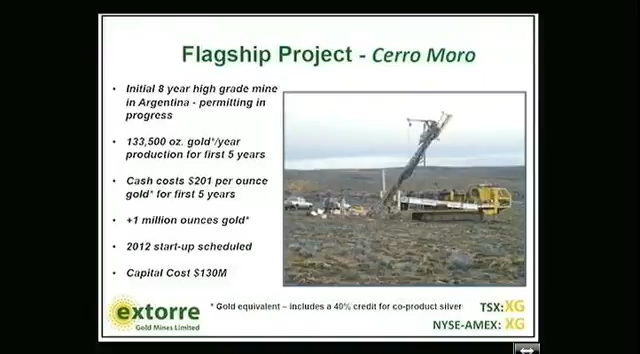 Flagship Project - Cerro Moro
• Initial 8 year high grade mine
in Argentina - permitting in
progress
• 133,500 oz. gold*/year
production for first 5 years
• Cash costs $201 per ounce
gold* for first 5 years
• +1 million ounces gold*
• 2012 start-up scheduled
• Capital Cost $130M
* Gold equivalent – includes a 40% credit for co-product silver
TSX:XG
NYSE-AMEX: XG
extorre
Gold Mines Limited